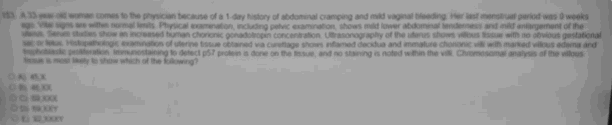 153. A 33-year-old woman comes to the physician because of a 1-day history of abdominal cramping and mild vaginal bleeding. Her last menstrual period was 9 weeks
ago. Vital signs are within normal limits. Physical examination, including pelvic examination, shows mild lower abdominal tenderness and mild enlargement of the
uterus. Serum studies show an increased human chorionic gonadotropin concentration. Ultrasonography of the uterus shows villous tissue with no obvious gestational
sac or fetus. Histopathologic examination of uterine tissue obtained via curettage shows inflamed decidua and immature chorionic villi with marked villous edema and
trophoblastic proliferation. Immunostaining to detect p57 protein is done on the tissue, and no staining is noted within the villi. Chromosomal analysis of the villous
tissue is most likely to show which of the following?
A) 45,X
B) 46,XX
C) 69,XXX
D) 69,XXY
E) 92,XXXY